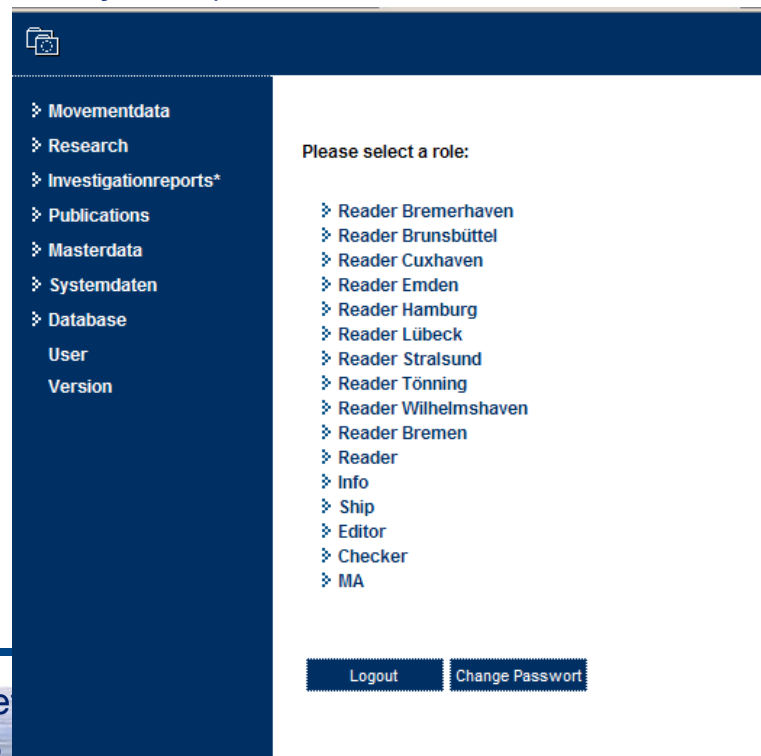 Movementdata
Research
Investigationreports*
Publications
Masterdata
Systemdaten
Database
User
Version
Please select a role:
Reader Bremerhaven
Reader Brunsbüttel
Reader Cuxhaven
Reader Emden
Reader Hamburg
Reader Lübeck
Reader Stralsund
Reader Tönning
Reader Wilhelmshaven
Reader Bremen
Reader
Info
Ship
Editor
Checker
MA
Logout
Change Passwort